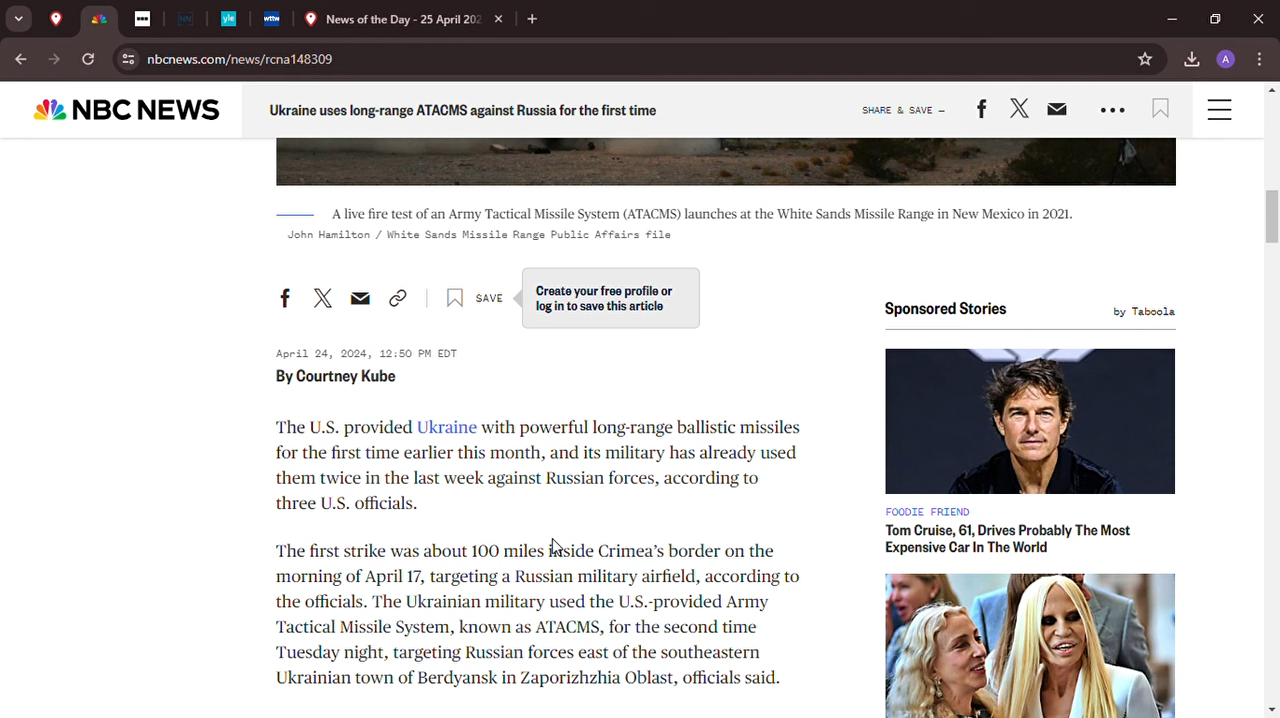 NN
yle
wttw
News of the Day - 25 April 202
nbcnews.com/news/rcna148309
A
NBC NEWS
Ukraine uses long-range ATACMS against Russia for the first time
SHARE & SAVE —
A live fire test of an Army Tactical Missile System (ATACMS) launches at the White Sands Missile Range in New Mexico in 2021.
John Hamilton / White Sands Missile Range Public Affairs file
SAVE
Create your free profile or
log in to save this article
Sponsored Stories
by Taboola
April 24, 2024, 12:50 PM EDT
By Courtney Kube
The U.S. provided Ukraine with powerful long-range ballistic missiles
for the first time earlier this month, and its military has already used
them twice in the last week against Russian forces, according to
three U.S. officials.
The first strike was about 100 miles inside Crimea’s border on the
morning of April 17, targeting a Russian military airfield, according to
the officials. The Ukrainian military used the U.S.-provided Army
Tactical Missile System, known as ATACMS, for the second time
Tuesday night, targeting Russian forces east of the southeastern
Ukrainian town of Berdyansk in Zaporizhzhia Oblast, officials said.
FOODIE FRIEND
Tom Cruise, 61, Drives Probably The Most
Expensive Car In The World